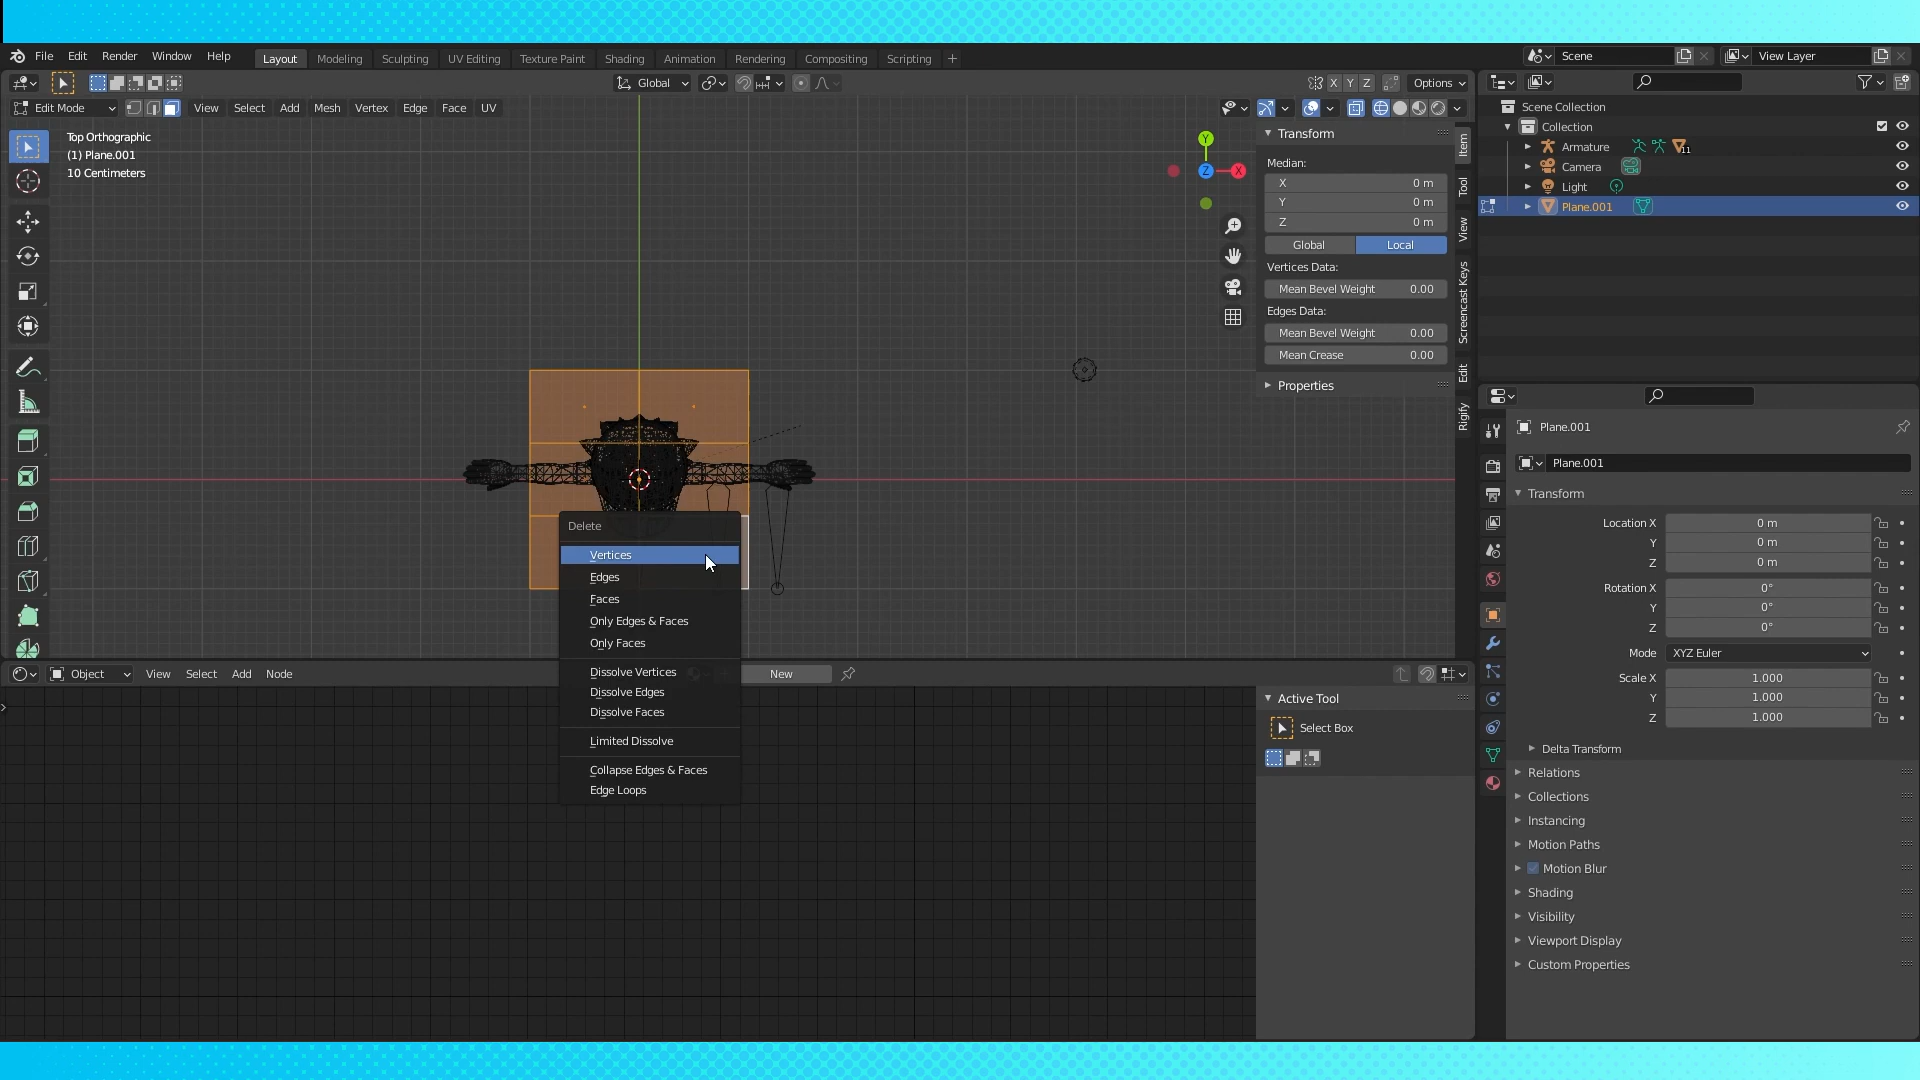 File Edit Render Window Help Layout Modeling Sculpting UV Editing Texture Paint Shading Animation Rendering Compositing Scripting + Scene View Layer
Global X Y Z Options
Edit Mode View Select Add Mesh Vertex Edge Face UV
Top Orthographic
(1) Plane.001
10 Centimeters
Y
Z
X
Transform
Median:
X 0 m
Y 0 m
Z 0 m
Global Local
Vertices Data:
Mean Bevel Weight 0.00
Edges Data:
Mean Bevel Weight 0.00
Mean Crease 0.00
Properties
Item
Tool
View
Screencast Keys
Edit
Rigify
Scene Collection
Collection
Armature 11
Camera
Light
Plane.001
Delete
Vertices
Edges
Faces
Only Edges & Faces
Only Faces
Dissolve Vertices
Dissolve Edges
Dissolve Faces
Limited Dissolve
Collapse Edges & Faces
Edge Loops
Object View Select Add Node New
Active Tool
Select Box
Plane.001
Plane.001
Transform
Location X 0 m
Y 0 m
Z 0 m
Rotation X 0°
Y 0°
Z 0°
Mode XYZ Euler
Scale X 1.000
Y 1.000
Z 1.000
Delta Transform
Relations
Collections
Instancing
Motion Paths
Motion Blur
Shading
Visibility
Viewport Display
Custom Properties